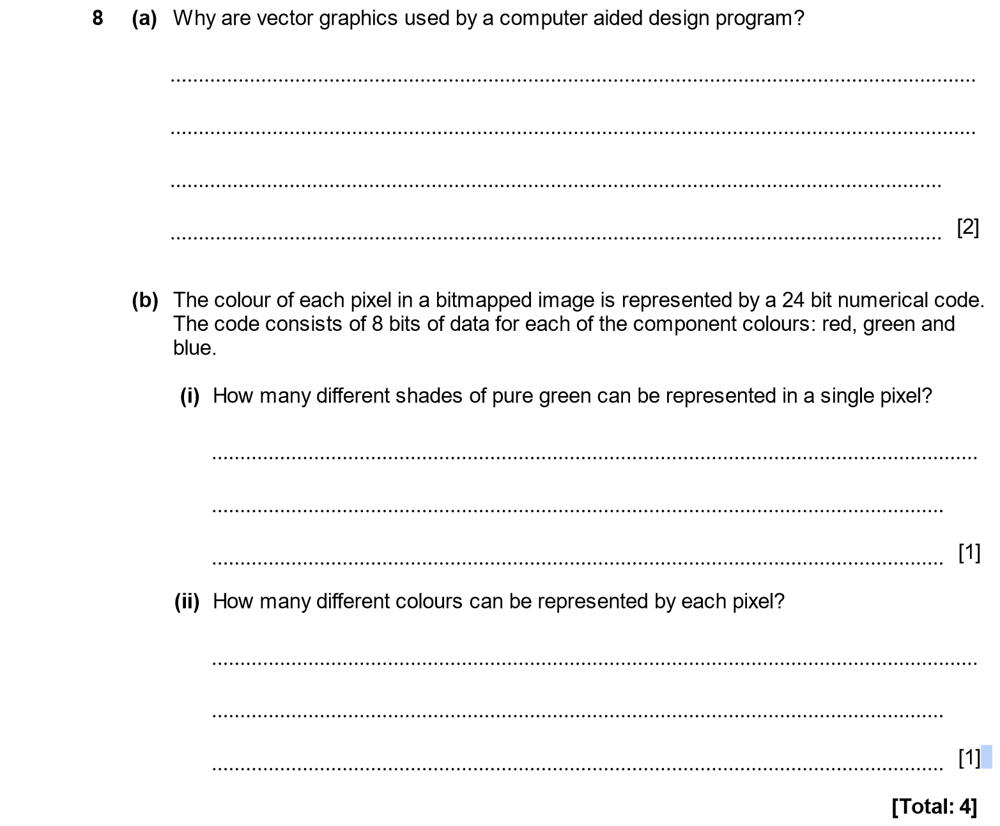 8 (a) Why are vector graphics used by a computer aided design program?
..........................................................................................................................................
..........................................................................................................................................
....................................................................................................................................
.................................................................................................................................... [2]
(b) The colour of each pixel in a bitmapped image is represented by a 24 bit numerical code.
The code consists of 8 bits of data for each of the component colours: red, green and
blue.
(i) How many different shades of pure green can be represented in a single pixel?
...................................................................................................................................
.............................................................................................................................
............................................................................................................................. [1]
(ii) How many different colours can be represented by each pixel?
...................................................................................................................................
.............................................................................................................................
............................................................................................................................. [1]
[Total: 4]